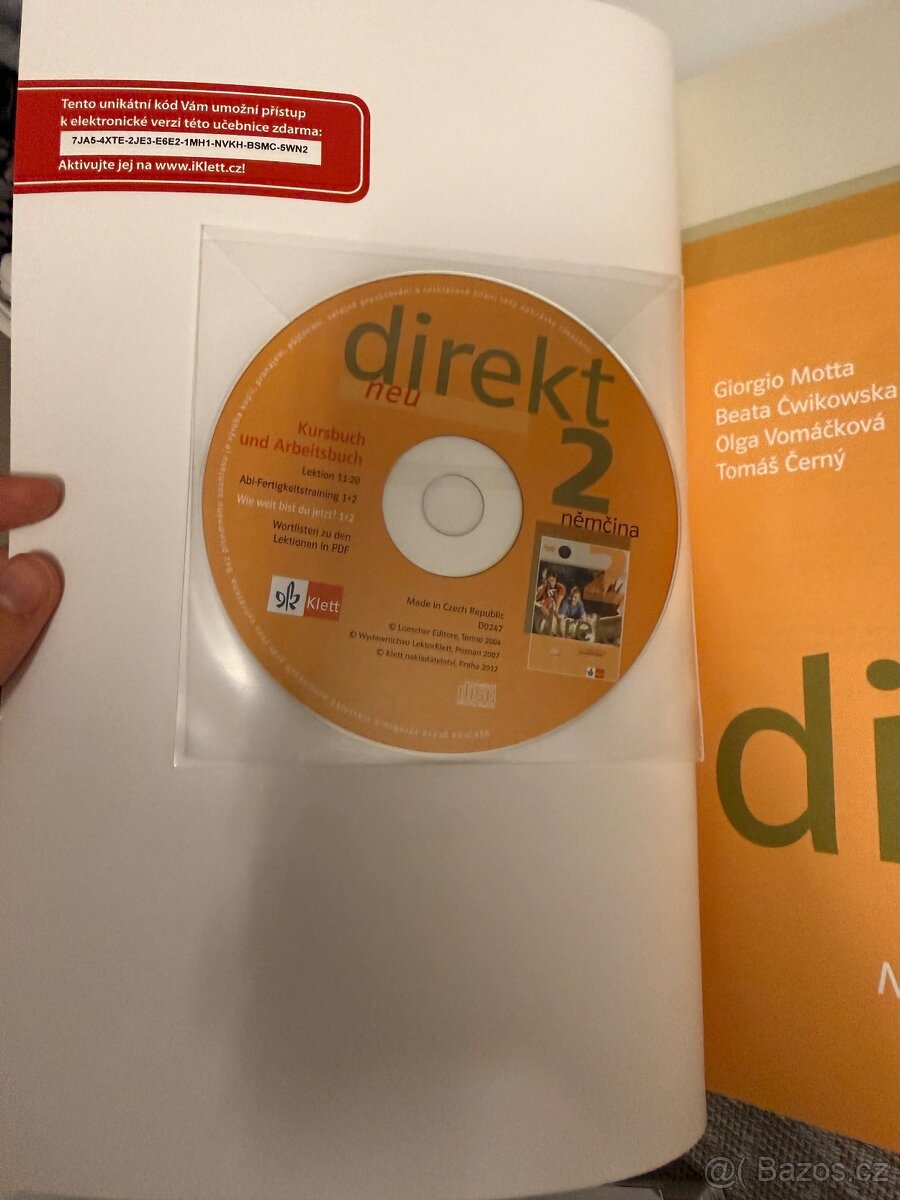 Tento unikátní kód Vám umožní přístup
k elektronické verzi této učebnice zdarma:
7JA5-4XTE-2JE3-E6E2-1MH1-NVKH-BSMC-5WN2
Aktivujte jej na www.iKlett.cz!
direkt
neu
2
němčina
Kursbuch
und Arbeitsbuch
Lektion 11-20
Abi-Fertigkeitstraining 1+2
Wie weit bist du jetzt? 1+2
Wortlisten zu den
Lektionen in PDF
Klett
Made in Czech Republic
D0247
© Loescher Editore, Torino 2004
© Wydawnictwo LektorKlett, Poznan 2007
© Klett nakladatelství, Praha 2012
Giorgio Motta
Beata Ćwikowska
Olga Vomáčková
Tomáš Černý
di
@( Bazos.cz